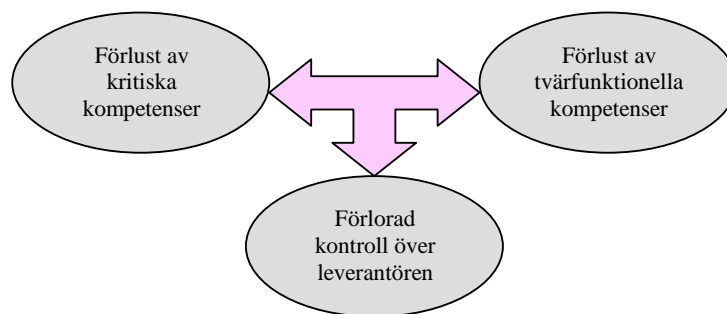 Förlust av
kritiska
kompetenser
Förlust av
tvärfunktionella
kompetenser
Förlorad
kontroll över
leverantören